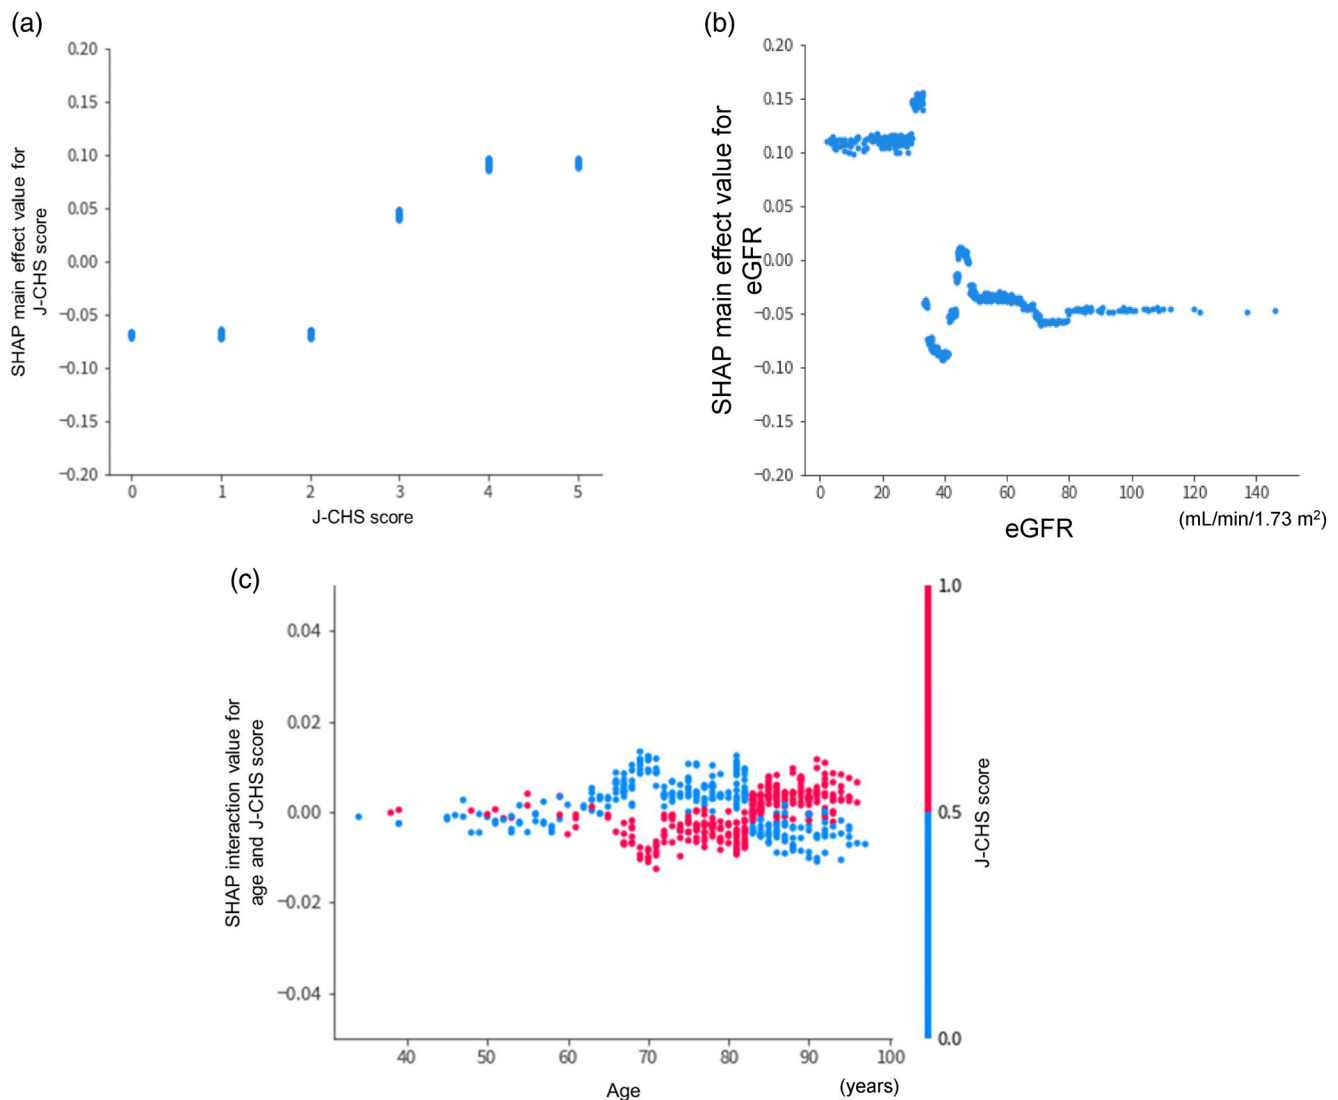 (a)
0.20
0.15
0.10
0.05
0.00
−0.05
−0.10
−0.15
−0.20
SHAP main effect value for
J-CHS score
0 1 2 3 4 5
J-CHS score
(b)
0.20
0.15
0.10
0.05
0.00
−0.05
−0.10
−0.15
−0.20
SHAP main effect value for
eGFR
0 20 40 60 80 100 120 140
eGFR
(mL/min/1.73 m²)
(c)
0.04
0.02
0.00
−0.02
−0.04
SHAP interaction value for
age and J-CHS score
40 50 60 70 80 90 100
Age
(years)
1.0
0.5
0.0
J-CHS score